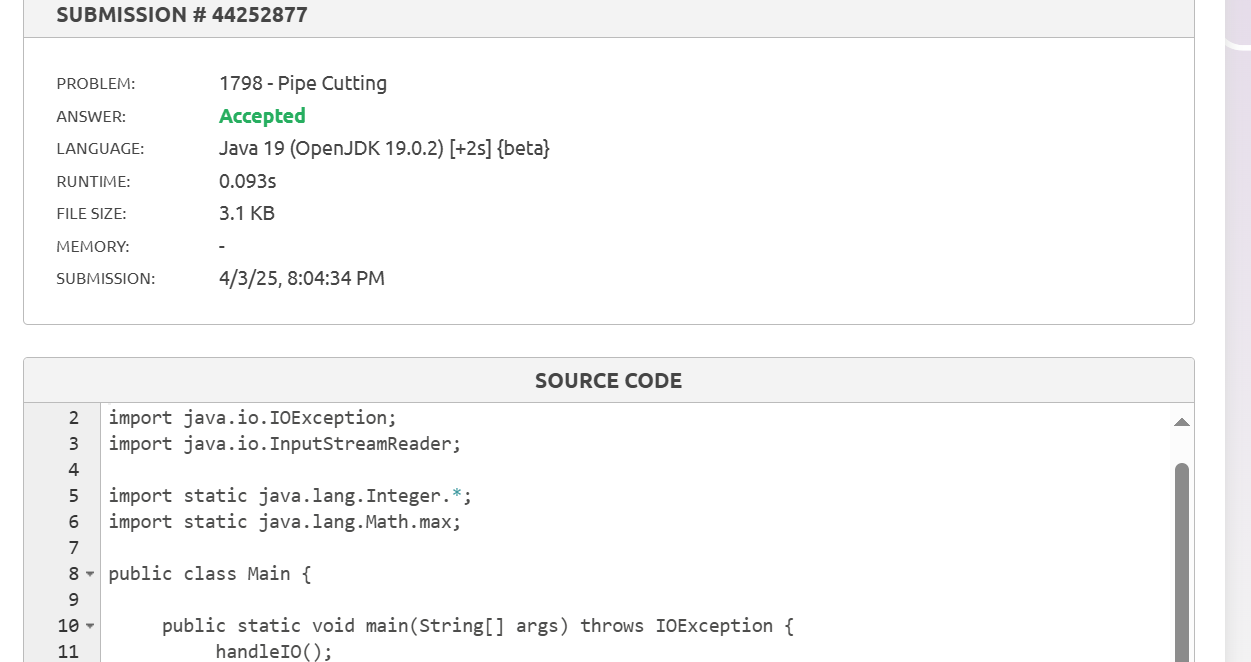 SUBMISSION # 44252877
PROBLEM: 1798 - Pipe Cutting
ANSWER: Accepted
LANGUAGE: Java 19 (OpenJDK 19.0.2) [+2s] {beta}
RUNTIME: 0.093s
FILE SIZE: 3.1 KB
MEMORY: -
SUBMISSION: 4/3/25, 8:04:34 PM
SOURCE CODE
2 import java.io.IOException;
3 import java.io.InputStreamReader;
4
5 import static java.lang.Integer.*;
6 import static java.lang.Math.max;
7
8 public class Main {
9
10 public static void main(String[] args) throws IOException {
11 handleIO();